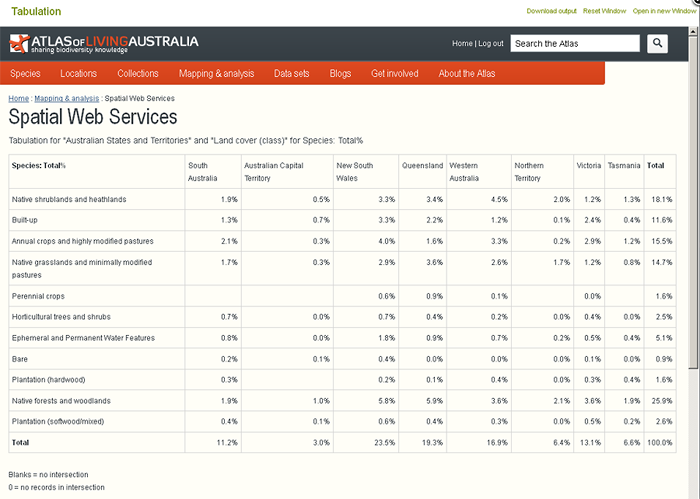 Tabulation
Download output Reset Window Open in new Window
ATLAS OF LIVING AUSTRALIA
sharing biodiversity knowledge
Home | Log out
Search the Atlas
Species Locations Collections Mapping & analysis Data sets Blogs Get involved About the Atlas
Home : Mapping & analysis : Spatial Web Services
Spatial Web Services
Tabulation for "Australian States and Territories" and "Land cover (class)" for Species: Total%
Species: Total% South Australia Australian Capital Territory New South Wales Queensland Western Australia Northern Territory Victoria Tasmania Total
Native shrublands and heathlands 1.9% 0.5% 3.3% 3.4% 4.5% 2.0% 1.2% 1.3% 18.1%
Built-up 1.3% 0.7% 3.3% 2.2% 1.2% 0.1% 2.4% 0.4% 11.6%
Annual crops and highly modified pastures 2.1% 0.3% 4.0% 1.6% 3.3% 0.2% 2.9% 1.2% 15.5%
Native grasslands and minimally modified pastures 1.7% 0.3% 2.9% 3.6% 2.6% 1.7% 1.2% 0.8% 14.7%
Perennial crops 0.6% 0.9% 0.1% 0.0% 1.6%
Horticultural trees and shrubs 0.7% 0.0% 0.7% 0.4% 0.2% 0.0% 0.4% 0.0% 2.5%
Ephemeral and Permanent Water Features 0.8% 0.0% 1.8% 0.9% 0.7% 0.2% 0.5% 0.4% 5.1%
Bare 0.2% 0.1% 0.4% 0.0% 0.0% 0.0% 0.1% 0.0% 0.9%
Plantation (hardwood) 0.3% 0.2% 0.1% 0.4% 0.0% 0.3% 0.4% 1.6%
Native forests and woodlands 1.9% 1.0% 5.8% 5.9% 3.6% 2.1% 3.6% 1.9% 25.9%
Plantation (softwood/mixed) 0.4% 0.1% 0.6% 0.4% 0.3% 0.0% 0.5% 0.2% 2.6%
Total 11.2% 3.0% 23.5% 19.3% 16.9% 6.4% 13.1% 6.6% 100.0%
Blanks = no intersection
0 = no records in intersection